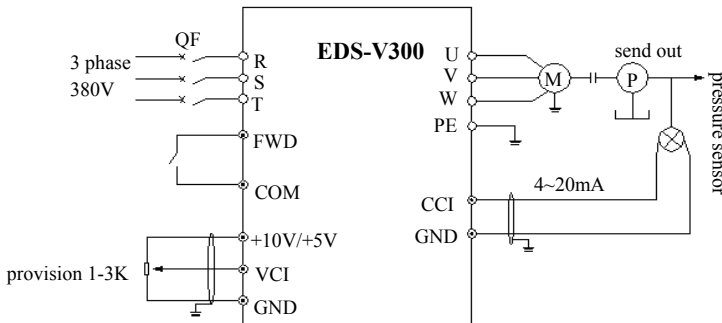 QF
3 phase
380V
R
S
T
FWD
COM
provision 1-3K
+10V/+5V
VCI
GND
EDS-V300
U
V
W
PE
CCI
GND
M
send out
P
4~20mA
pressure sensor